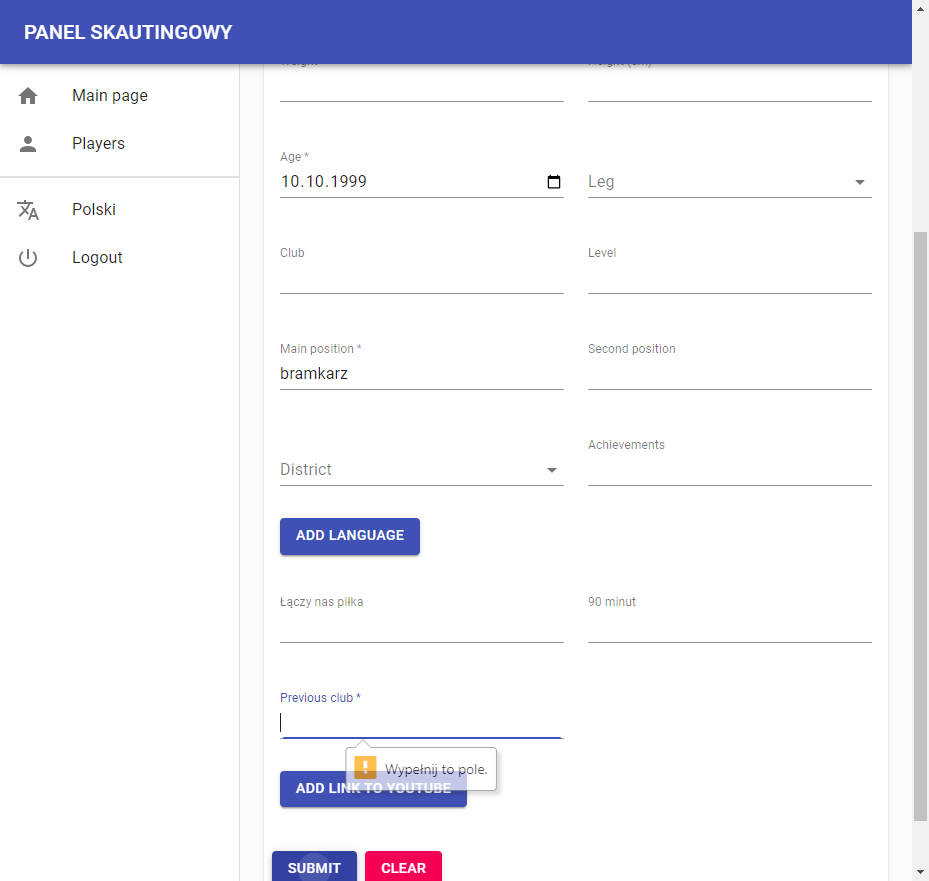 PANEL SKAUTINGOWY
Main page
Players
Polski
Logout
Age *
10.10.1999
Leg
Club
Level
Main position *
bramkarz
Second position
District
Achievements
ADD LANGUAGE
Łączy nas piłka
90 minut
Previous club *
Wypełnij to pole.
ADD LINK TO YOUTUBE
SUBMIT
CLEAR